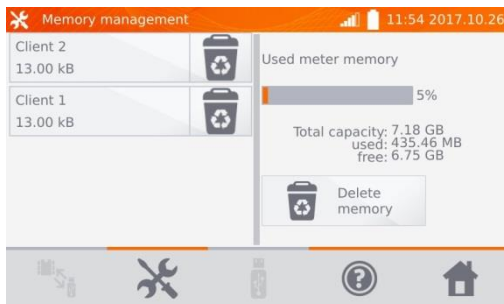 Memory management
11:54 2017.10.26
Client 2
13.00 kB
Client 1
13.00 kB
Used meter memory
5%
Total capacity: 7.18 GB
used: 435.46 MB
free: 6.75 GB
Delete
memory